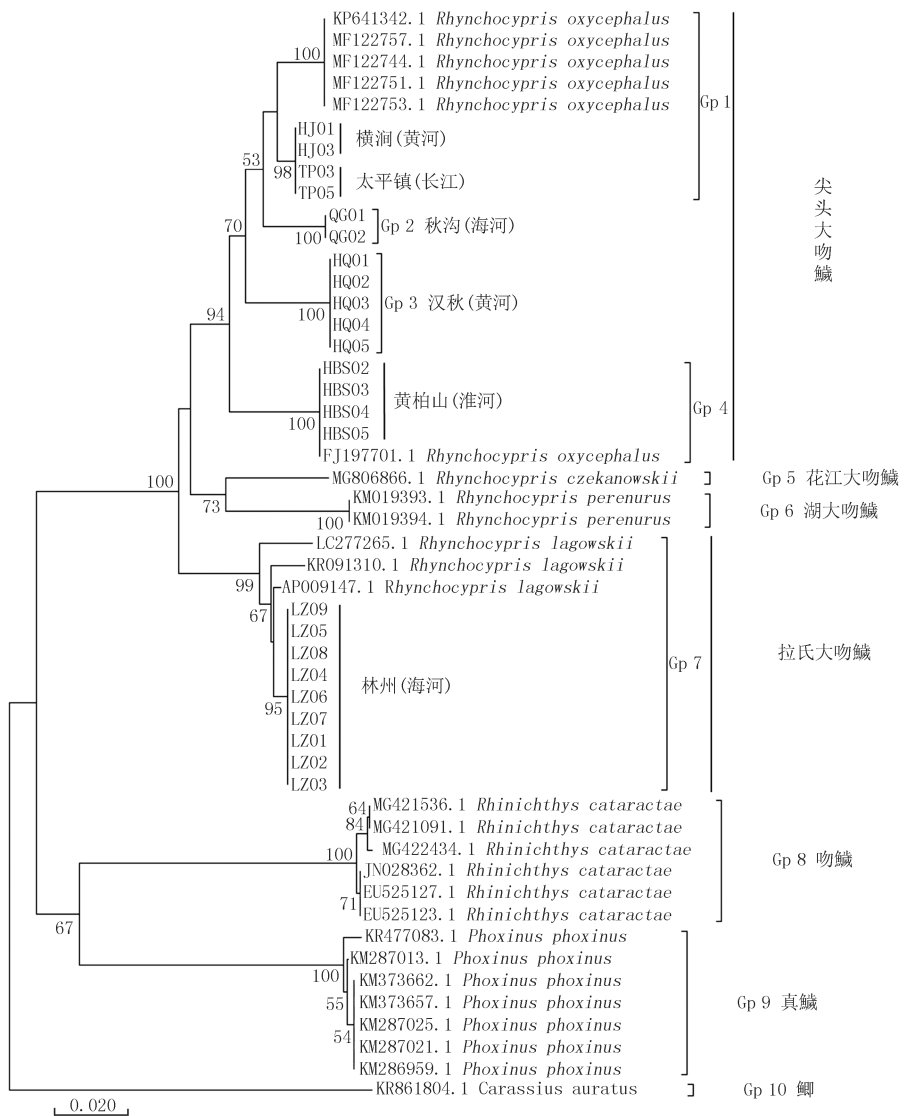 KP641342.1 Rhynchocypris oxycephalus
MF122757.1 Rhynchocypris oxycephalus
MF122744.1 Rhynchocypris oxycephalus
MF122751.1 Rhynchocypris oxycephalus
MF122753.1 Rhynchocypris oxycephalus
100
Gp 1
HJ01
HJ03
横涧(黄河)
TP03
TP05
太平镇(长江)
98
53
QG01
QG02
Gp 2 秋沟(海河)
100
70
HQ01
HQ02
HQ03
HQ04
HQ05
Gp 3 汉秋(黄河)
100
94
HBS02
HBS03
HBS04
HBS05
黄柏山(淮河)
100
FJ197701.1 Rhynchocypris oxycephalus
Gp 4
尖头大吻鱥
MG806866.1 Rhynchocypris czekanowskii
Gp 5 花江大吻鱥
KM019393.1 Rhynchocypris perenurus
KM019394.1 Rhynchocypris perenurus
Gp 6 湖大吻鱥
100
73
100
LC277265.1 Rhynchocypris lagowskii
KR091310.1 Rhynchocypris lagowskii
AP009147.1 Rhynchocypris lagowskii
99
67
LZ09
LZ05
LZ08
LZ04
LZ06
LZ07
LZ01
LZ02
LZ03
95
林州(海河)
Gp 7
拉氏大吻鱥
MG421536.1 Rhinichthys cataractae
MG421091.1 Rhinichthys cataractae
MG422434.1 Rhinichthys cataractae
JN028362.1 Rhinichthys cataractae
EU525127.1 Rhinichthys cataractae
EU525123.1 Rhinichthys cataractae
64
84
100
71
Gp 8 吻鱥
67
KR477083.1 Phoxinus phoxinus
KM287013.1 Phoxinus phoxinus
KM373662.1 Phoxinus phoxinus
KM373657.1 Phoxinus phoxinus
KM287025.1 Phoxinus phoxinus
KM287021.1 Phoxinus phoxinus
KM286959.1 Phoxinus phoxinus
100
55
54
Gp 9 真鱥
KR861804.1 Carassius auratus
Gp 10 鲫
0.020